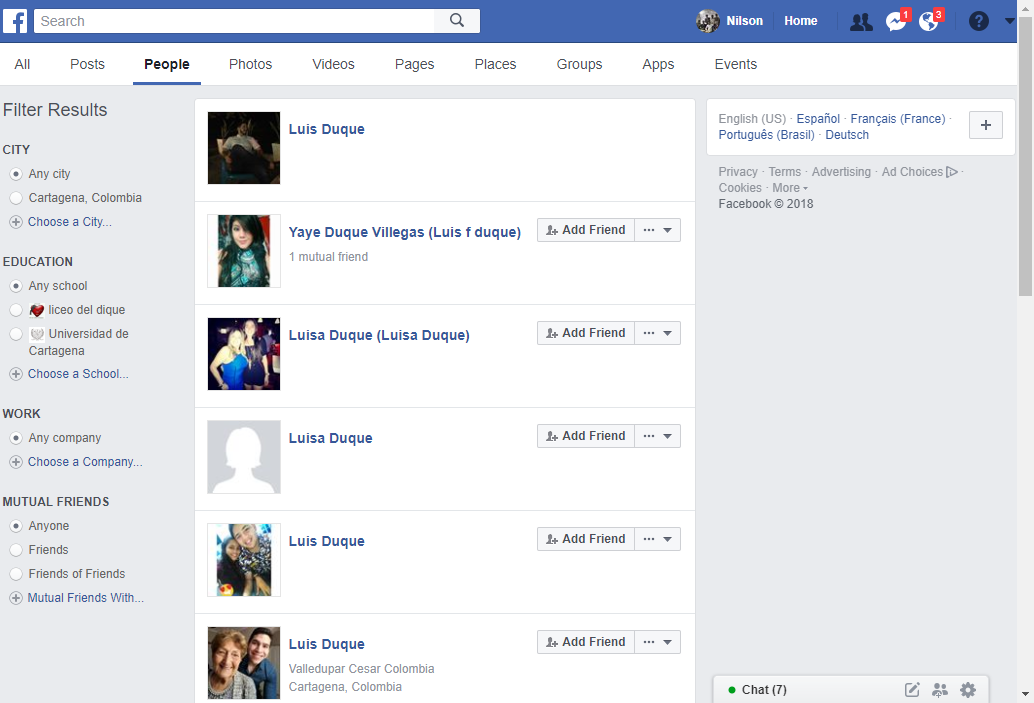 f
Search
Nilson
Home
1
3
?
All
Posts
People
Photos
Videos
Pages
Places
Groups
Apps
Events
Filter Results
CITY
Any city
Cartagena, Colombia
Choose a City...
EDUCATION
Any school
liceo del dique
Universidad de
Cartagena
Choose a School...
WORK
Any company
Choose a Company...
MUTUAL FRIENDS
Anyone
Friends
Friends of Friends
Mutual Friends With...
Luis Duque
Yaye Duque Villegas (Luis f duque)
1 mutual friend
Add Friend
Luisa Duque (Luisa Duque)
Add Friend
Luisa Duque
Add Friend
Luis Duque
Add Friend
Luis Duque
Valledupar Cesar Colombia
Cartagena, Colombia
Add Friend
English (US) · Español · Français (France) ·
Português (Brasil) · Deutsch
Privacy · Terms · Advertising · Ad Choices ·
Cookies · More
Facebook © 2018
Chat (7)